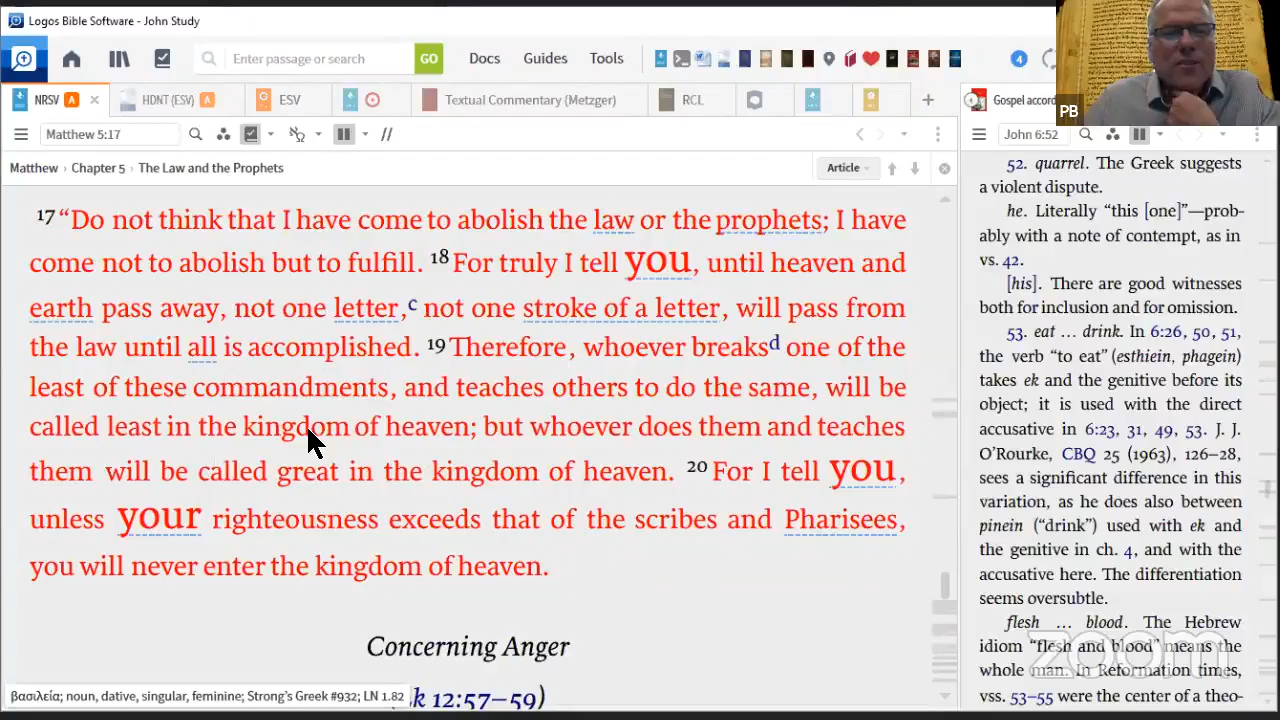 Logos Bible Software - John Study
Enter passage or search text
GO
Docs
Guides
Tools
4
NRSV A
HDNT (ESV) A
ESV
Textual Commentary (Metzger)
RCL
Gospel accor
PB
Matthew 5:17
John 6:52
Matthew › Chapter 5 › The Law and the Prophets
Article
17 “Do not think that I have come to abolish the law or the prophets; I have
come not to abolish but to fulfill. 18 For truly I tell you, until heaven and
earth pass away, not one letter,c not one stroke of a letter, will pass from
the law until all is accomplished. 19 Therefore, whoever breaksd one of the
least of these commandments, and teaches others to do the same, will be
called least in the kingdom of heaven; but whoever does them and teaches
them will be called great in the kingdom of heaven. 20 For I tell you,
unless your righteousness exceeds that of the scribes and Pharisees,
you will never enter the kingdom of heaven.
Concerning Anger
k 12:57–59)
βασιλεία; noun, dative, singular, feminine; Strong’s Greek #932; LN 1.82
52. quarrel. The Greek suggests
a violent dispute.
he. Literally “this [one]”—prob-
ably with a note of contempt, as in
vs. 42.
[his]. There are good witnesses
both for inclusion and for omission.
53. eat … drink. In 6:26, 50, 51,
the verb “to eat” (esthiein, phagein)
takes ek and the genitive before its
object; it is used with the direct
accusative in 6:23, 31, 49, 53. J. J.
O’Rourke, CBQ 25 (1963), 126–28,
sees a significant difference in this
variation, as he does also between
pinein (“drink”) used with ek and
the genitive in ch. 4, and with the
accusative here. The differentiation
seems oversubtle.
flesh … blood. The Hebrew
idiom “flesh and blood” means the
whole man. In Reformation times,
vss. 53–55 were the center of a theo-
zoom